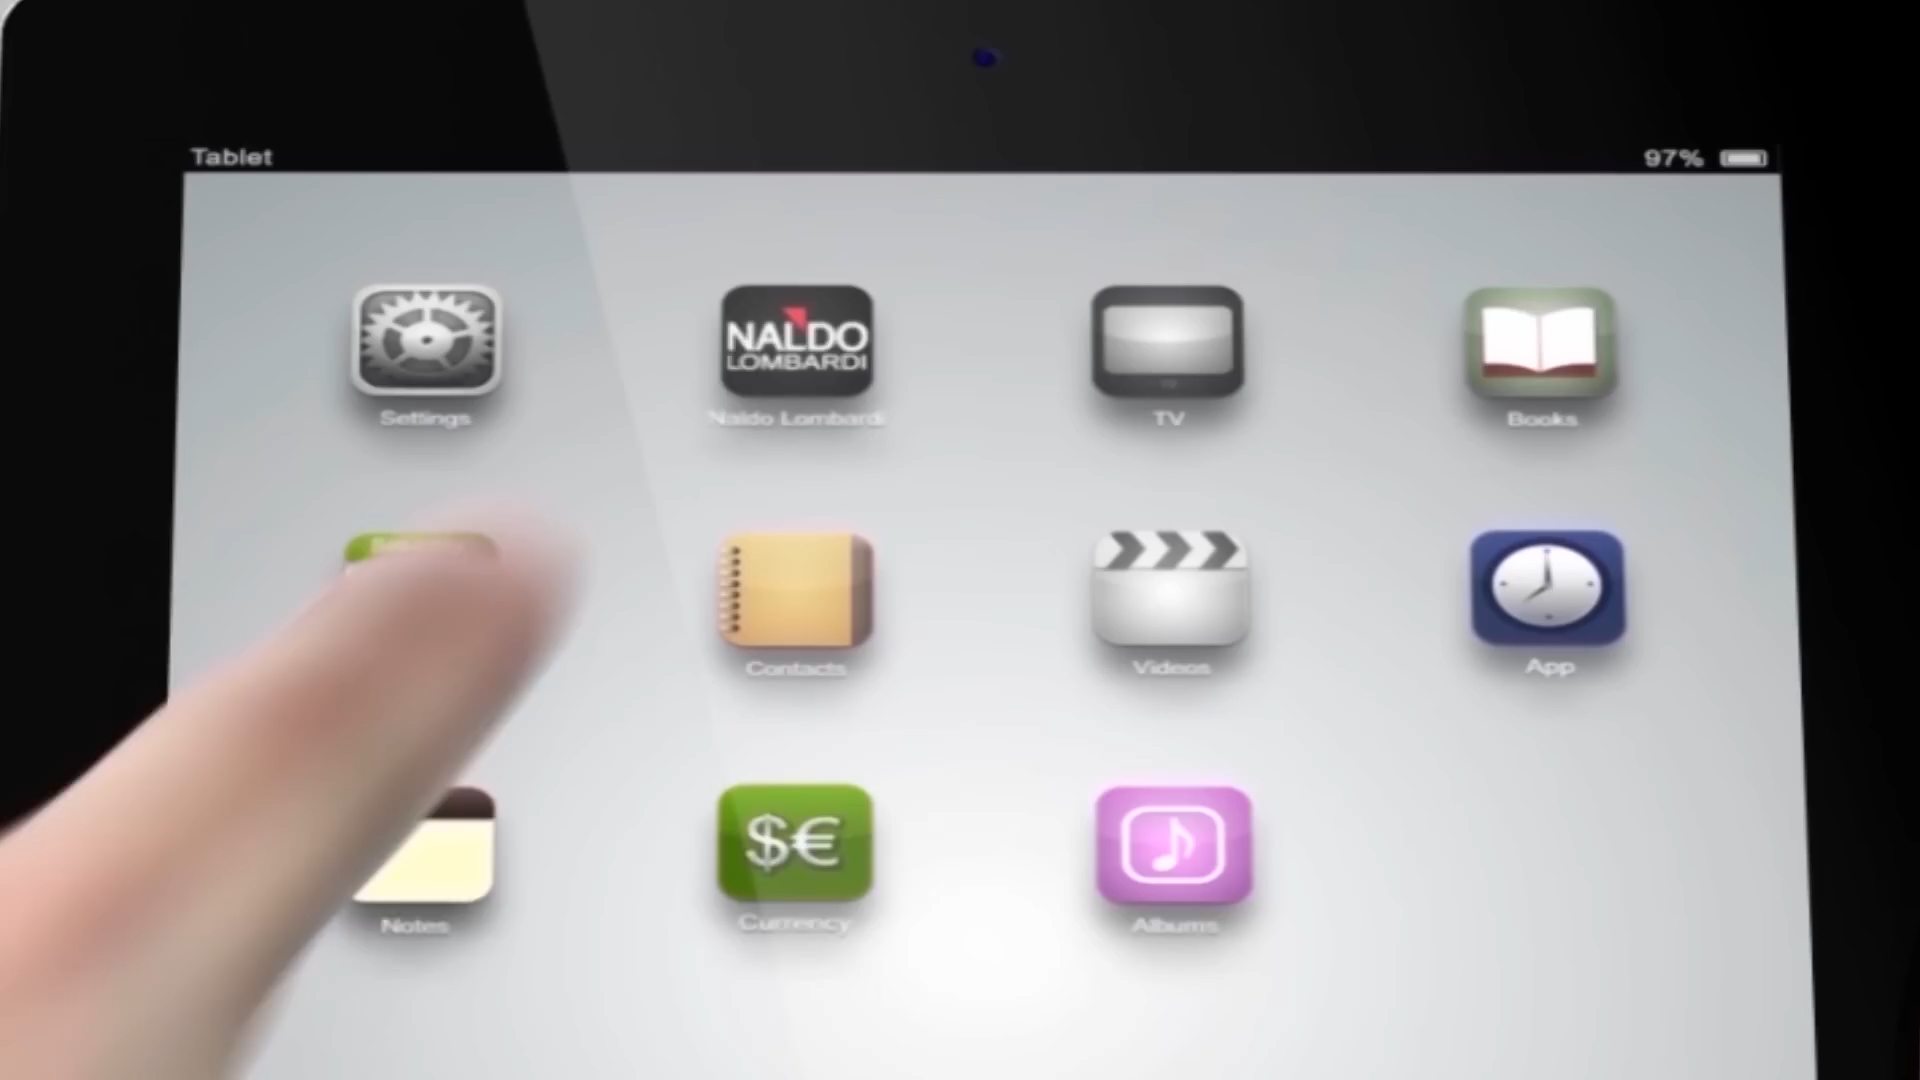 Tablet
97%
NALDO
LOMBARDI
Settings
Naldo Lombardi
TV
Books
Contacts
Videos
App
$€
Notes
Currency
Albums